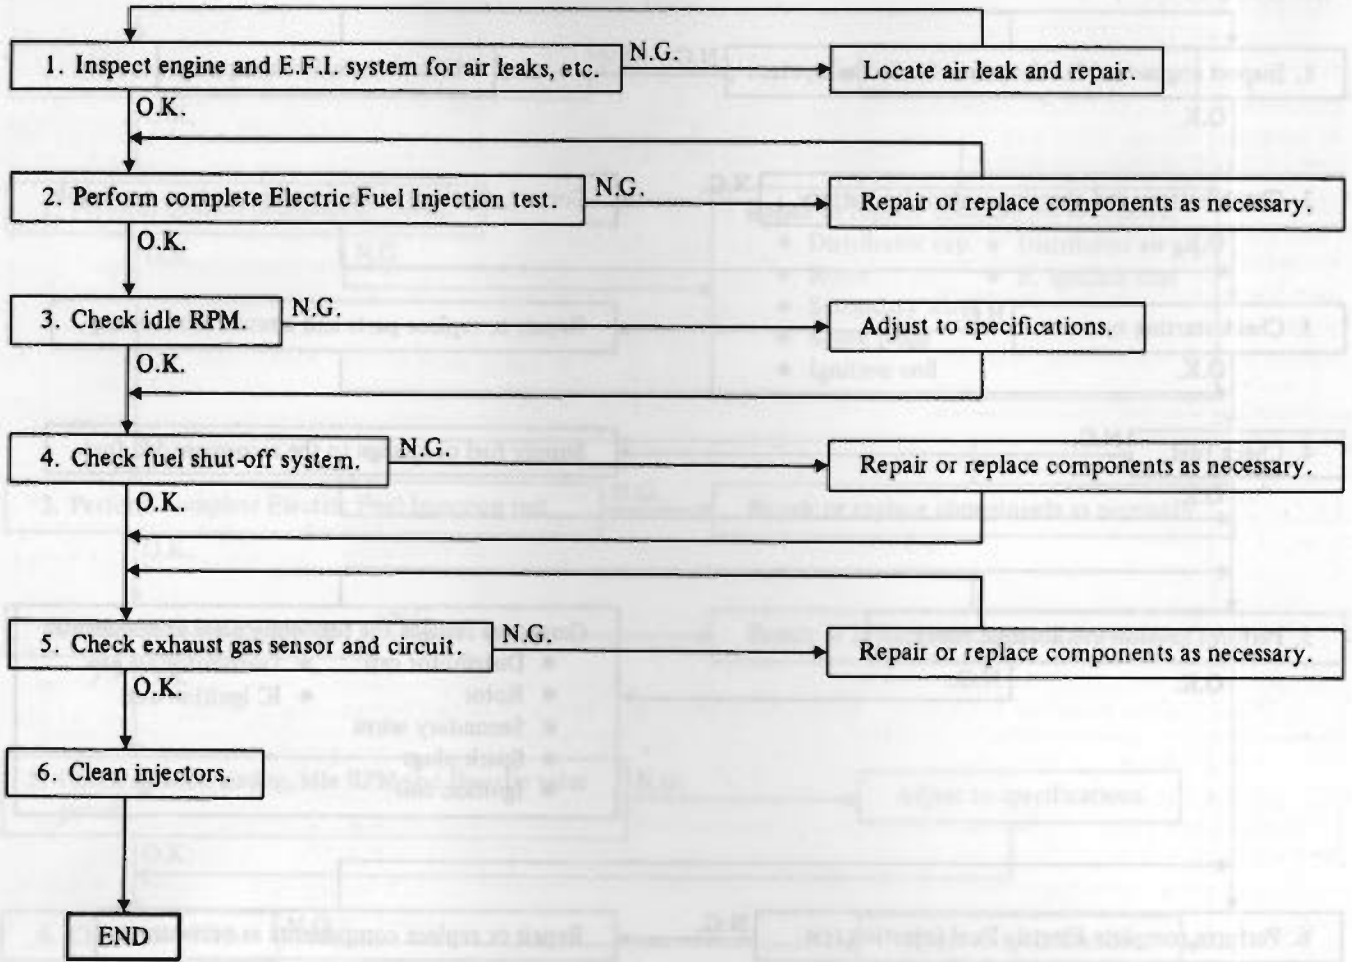 1. Inspect engine and E.F.I. system for air leaks, etc.
N.G.
Locate air leak and repair.
O.K.
2. Perform complete Electric Fuel Injection test.
N.G.
Repair or replace components as necessary.
O.K.
3. Check idle RPM.
N.G.
Adjust to specifications.
O.K.
4. Check fuel shut-off system.
N.G.
Repair or replace components as necessary.
O.K.
5. Check exhaust gas sensor and circuit.
N.G.
Repair or replace components as necessary.
O.K.
6. Clean injectors.
END